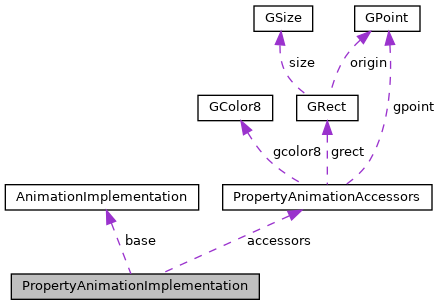 GSize
GPoint
size
origin
GColor8
GRect
gpoint
gcolor8
grect
AnimationImplementation
PropertyAnimationAccessors
base
accessors
PropertyAnimationImplementation